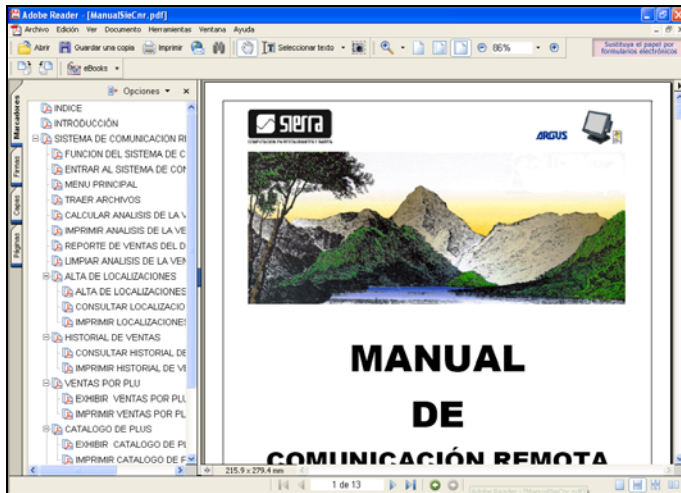 Adobe Reader - [ManualSieCnr.pdf]
Archivo Edición Ver Documento Herramientas Ventana Ayuda
Abrir Guardar una copia Imprimir Seleccionar texto 86% Sustituya el papel por formularios electrónicos
eBooks
Opciones
Marcadores
Firmas
Capas
Páginas
INDICE
INTRODUCCIÓN
SISTEMA DE COMUNICACION RE
FUNCION DEL SISTEMA DE C
ENTRAR AL SISTEMA DE COM
MENU PRINCIPAL
TRAER ARCHIVOS
CALCULAR ANALISIS DE LA V
IMPRIMIR ANALISIS DE LA VE
REPORTE DE VENTAS DEL D
LIMPIAR ANALISIS DE LA VEN
ALTA DE LOCALIZACIONES
ALTA DE LOCALIZACIONES
CONSULTAR LOCALIZACIO
IMPRIMIR LOCALIZACIONES
HISTORIAL DE VENTAS
CONSULTAR HISTORIAL DE
IMPRIMIR HISTORIAL DE VE
VENTAS POR PLU
EXHIBIR VENTAS POR PLU
IMPRIMIR VENTAS POR PL
CATALOGO DE PLUS
EXHIBIR CATALOGO DE PL
IMPRIMIR CATALOGO DE P
sierra
ARGUS
MANUAL
DE
COMUNICACIÓN REMOTA
215.9 x 279.4 mm
1 de 13